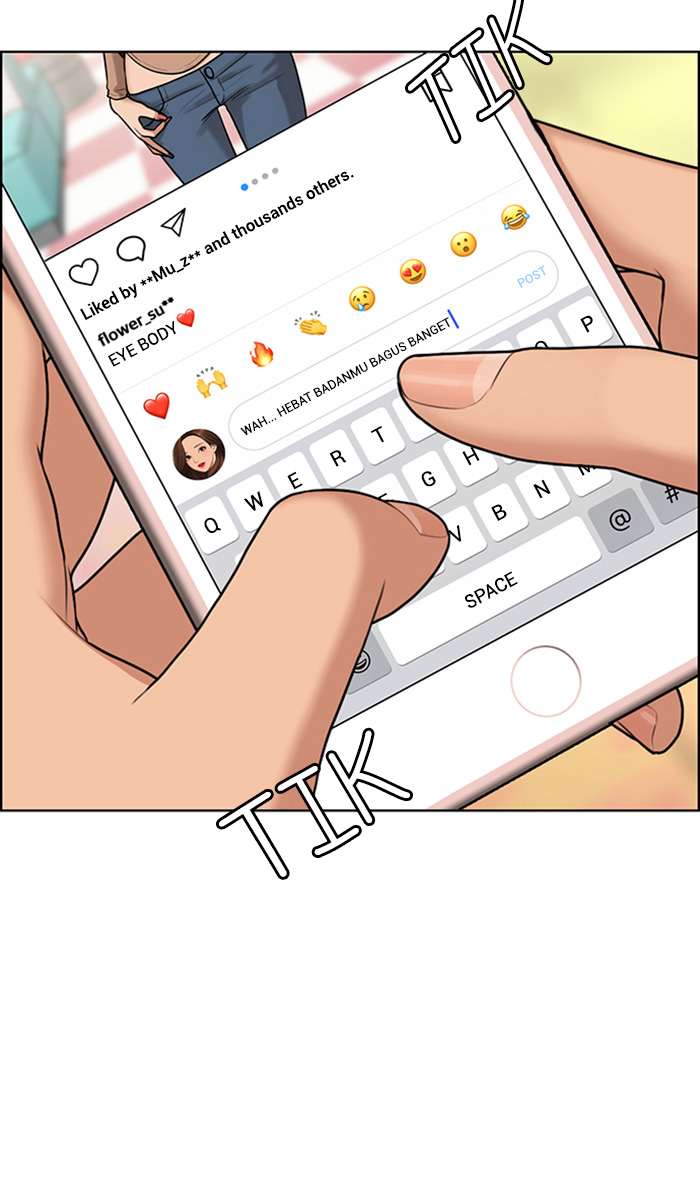 TIK
Liked by **Mu_z** and thousands others.
flower_su**
EYE BODY❤️
❤️ 🙌 🔥 👏 😢 😍 😮 😂
WAH... HEBAT BADANMU BAGUS BANGET
POST
Q W E R T O P
G H
V B N M
@ #
SPACE
TIK